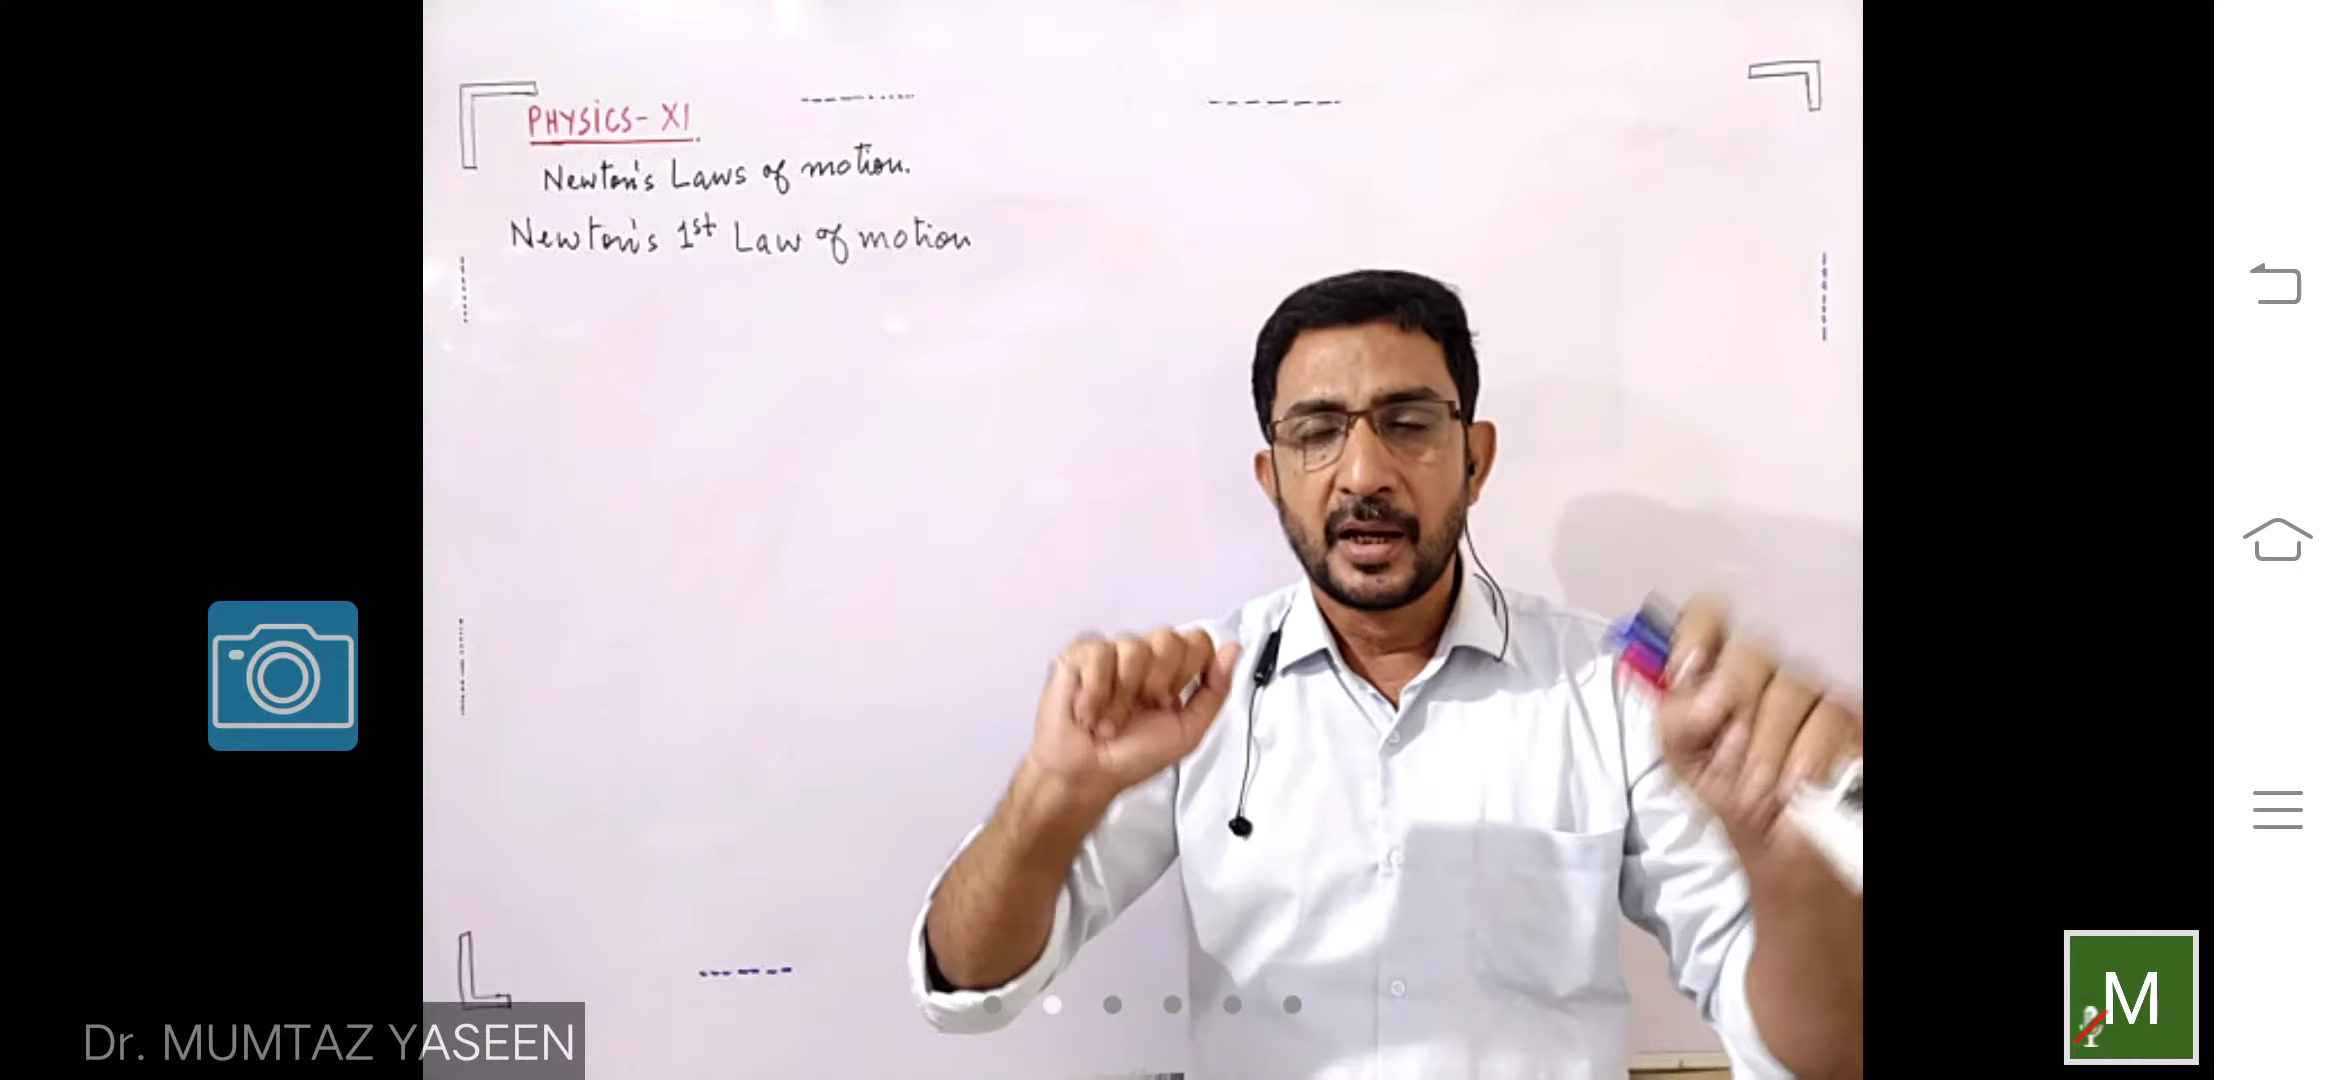 PHYSICS- XI
Newton's Laws of motion.
Newton's 1st Law of motion
Dr. MUMTAZ YASEEN
M